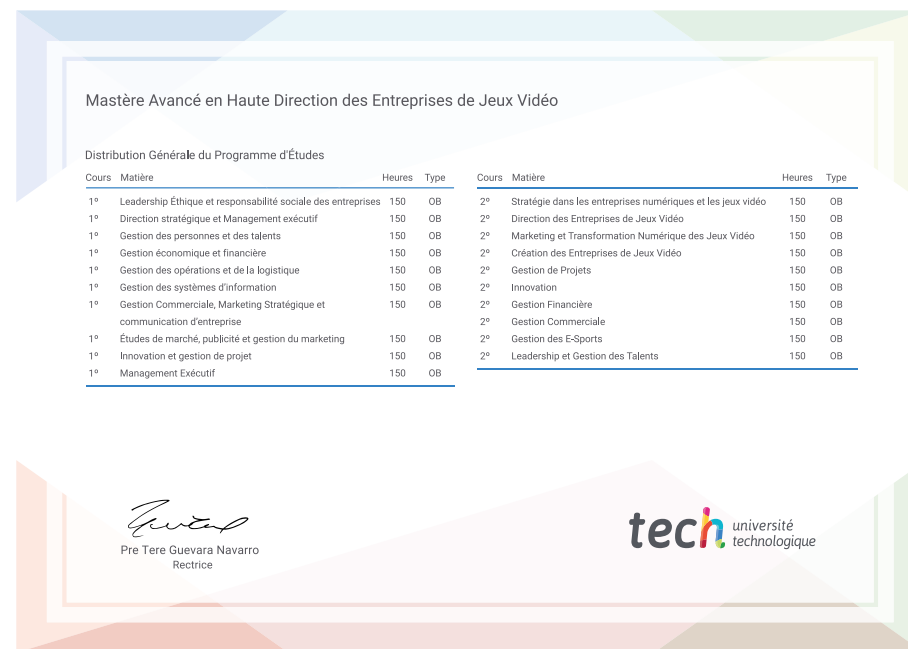 Mastère Avancé en Haute Direction des Entreprises de Jeux Vidéo
Distribution Générale du Programme d'Études
Cours Matière Heures Type
1º Leadership Éthique et responsabilité sociale des entreprises 150 OB
1º Direction stratégique et Management exécutif 150 OB
1º Gestion des personnes et des talents 150 OB
1º Gestion économique et financière 150 OB
1º Gestion des opérations et de la logistique 150 OB
1º Gestion des systèmes d'information 150 OB
1º Gestion Commerciale, Marketing Stratégique et 150 OB
communication d'entreprise
1º Études de marché, publicité et gestion du marketing 150 OB
1º Innovation et gestion de projet 150 OB
1º Management Exécutif 150 OB
Cours Matière Heures Type
2º Stratégie dans les entreprises numériques et les jeux vidéo 150 OB
2º Direction des Entreprises de Jeux Vidéo 150 OB
2º Marketing et Transformation Numérique des Jeux Vidéo 150 OB
2º Création des Entreprises de Jeux Vidéo 150 OB
2º Gestion de Projets 150 OB
2º Innovation 150 OB
2º Gestion Financière 150 OB
2º Gestion Commerciale 150 OB
2º Gestion des E-Sports 150 OB
2º Leadership et Gestion des Talents 150 OB
Pre Tere Guevara Navarro
Rectrice
tech université
technologique